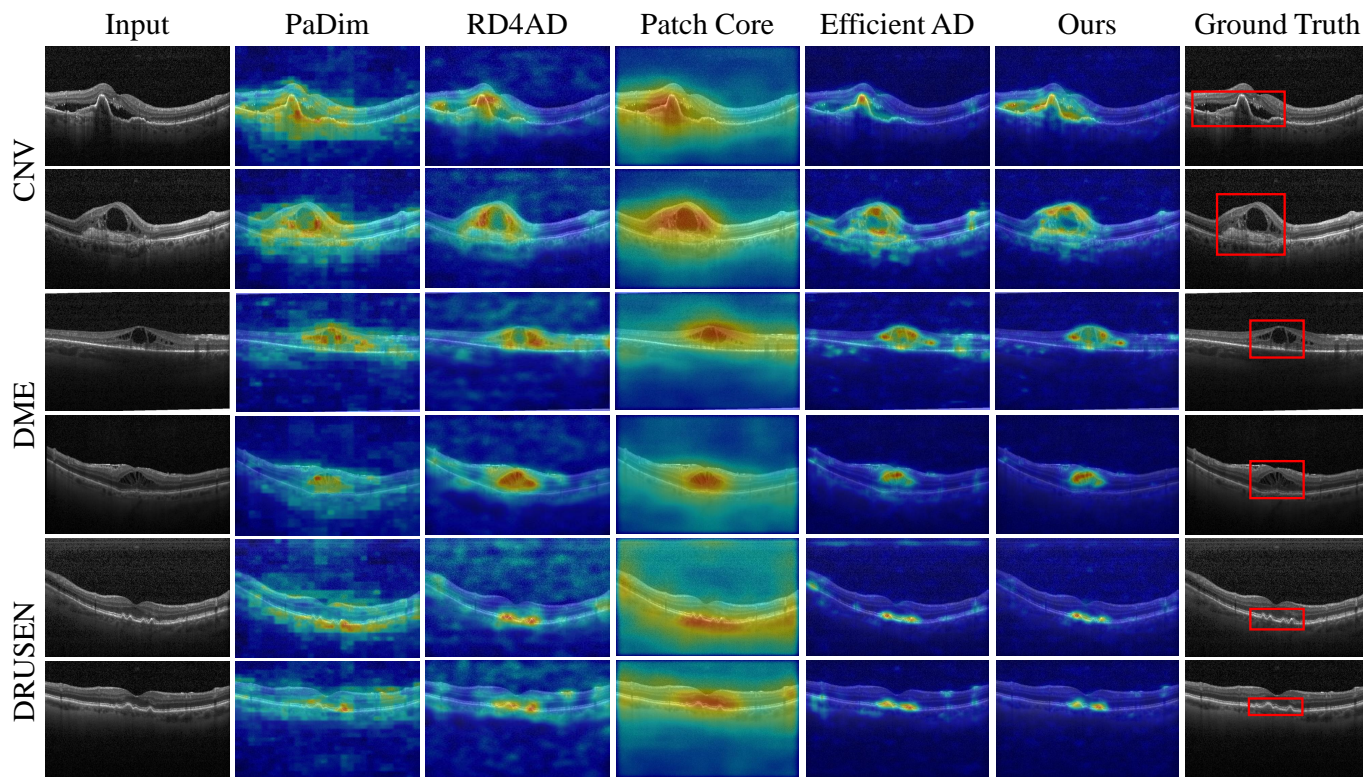 Input PaDim RD4AD Patch Core Efficient AD Ours Ground Truth
CNV
DME
DRUSEN